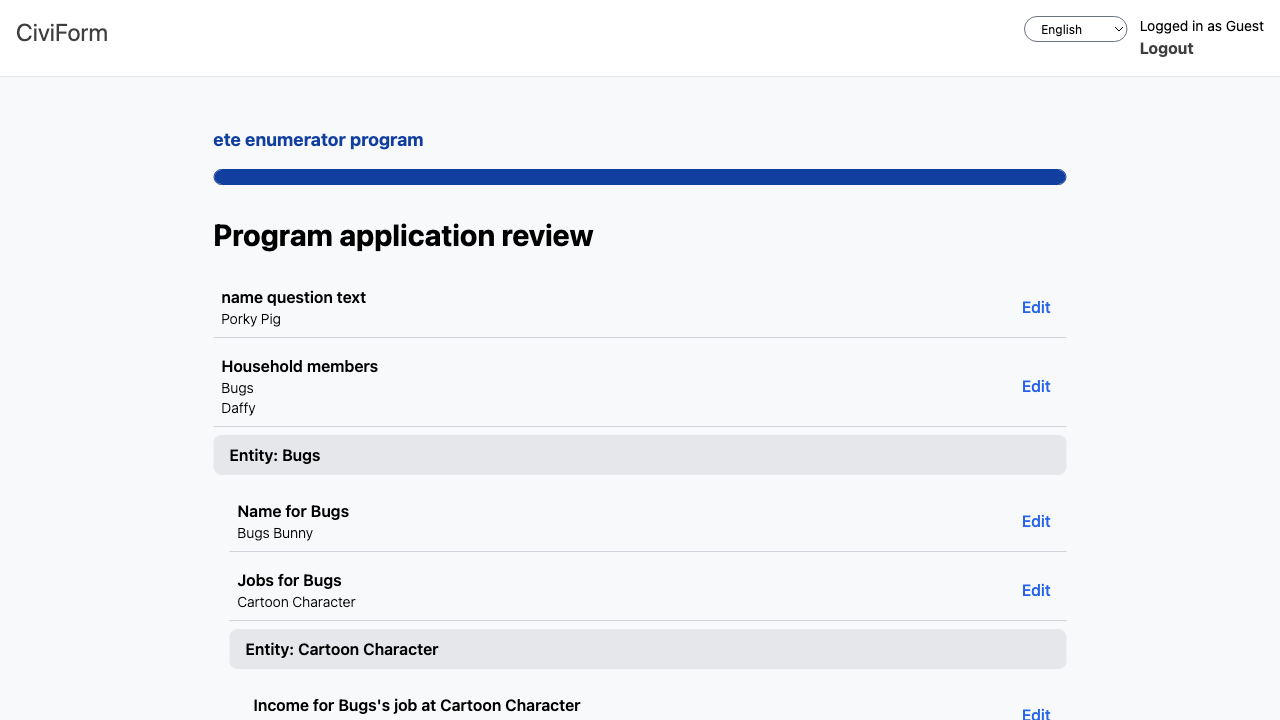 CiviForm
English
Logged in as Guest
Logout
ete enumerator program
Program application review
name question text
Porky Pig
Edit
Household members
Bugs
Daffy
Edit
Entity: Bugs
Name for Bugs
Bugs Bunny
Edit
Jobs for Bugs
Cartoon Character
Edit
Entity: Cartoon Character
Income for Bugs's job at Cartoon Character
Edit